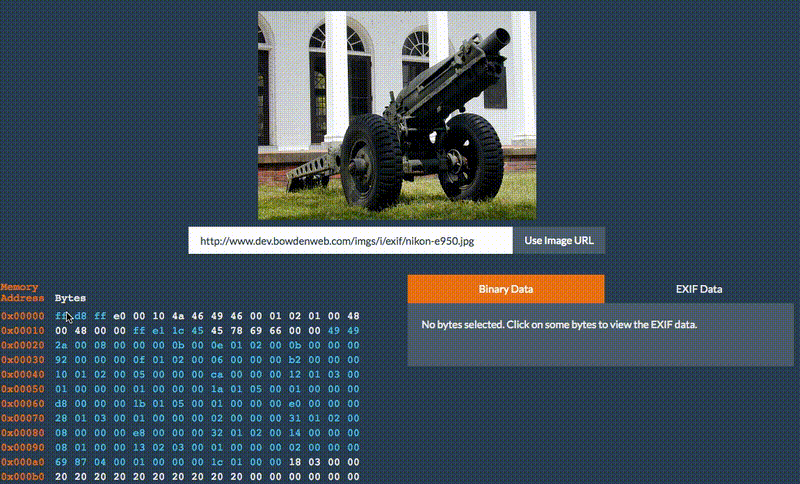 http://www.dev.bowdenweb.com/imgs/i/exif/nikon-e950.jpg Use Image URL
Memory
Address Bytes
Binary Data EXIF Data
No bytes selected. Click on some bytes to view the EXIF data.
0x00000 ff d8 ff e0 00 10 4a 46 49 46 00 01 02 01 00 48
0x00010 00 48 00 00 ff e1 1c 45 45 78 69 66 00 00 49 49
0x00020 2a 00 08 00 00 00 0b 00 0e 01 02 00 0b 00 00 00
0x00030 92 00 00 00 0f 01 02 00 06 00 00 00 b2 00 00 00
0x00040 10 01 02 00 05 00 00 00 ca 00 00 00 12 01 03 00
0x00050 01 00 00 00 01 00 00 00 1a 01 05 00 01 00 00 00
0x00060 d8 00 00 00 1b 01 05 00 01 00 00 00 e0 00 00 00
0x00070 28 01 03 00 01 00 00 00 02 00 00 00 31 01 02 00
0x00080 08 00 00 00 e8 00 00 00 32 01 02 00 14 00 00 00
0x00090 08 01 00 00 13 02 03 00 01 00 00 00 02 00 00 00
0x000a0 69 87 04 00 01 00 00 00 1c 01 00 00 18 03 00 00
0x000b0 20 20 20 20 20 20 20 20 20 20 00 00 00 00 00 00